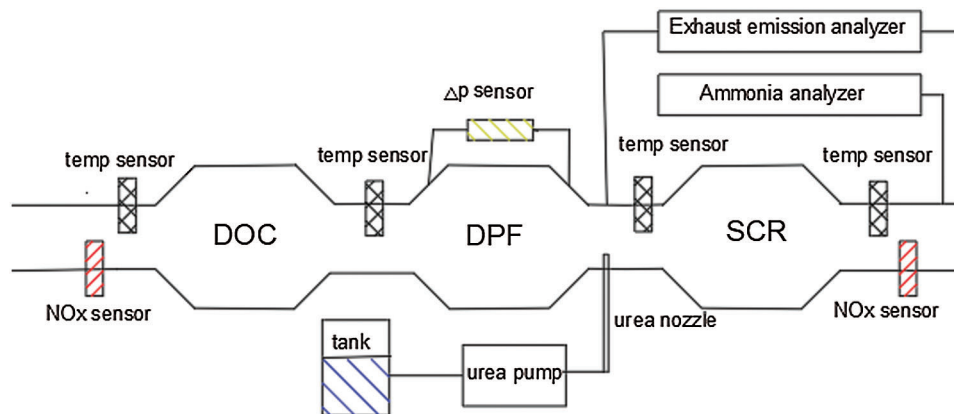 Exhaust emission analyzer
Ammonia analyzer
△p sensor
temp sensor
temp sensor
temp sensor
temp sensor
DOC
DPF
SCR
NOx sensor
NOx sensor
urea nozzle
tank
urea pump